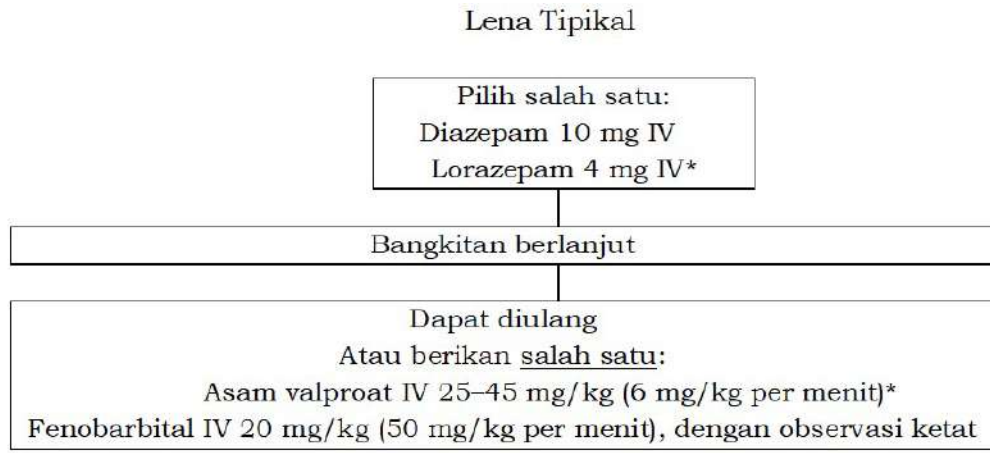 Lena Tipikal
Pilih salah satu:
Diazepam 10 mg IV
Lorazepam 4 mg IV*
Bangkitan berlanjut
Dapat diulang
Atau berikan salah satu:
Asam valproat IV 25–45 mg/kg (6 mg/kg per menit)*
Fenobarbital IV 20 mg/kg (50 mg/kg per menit), dengan observasi ketat